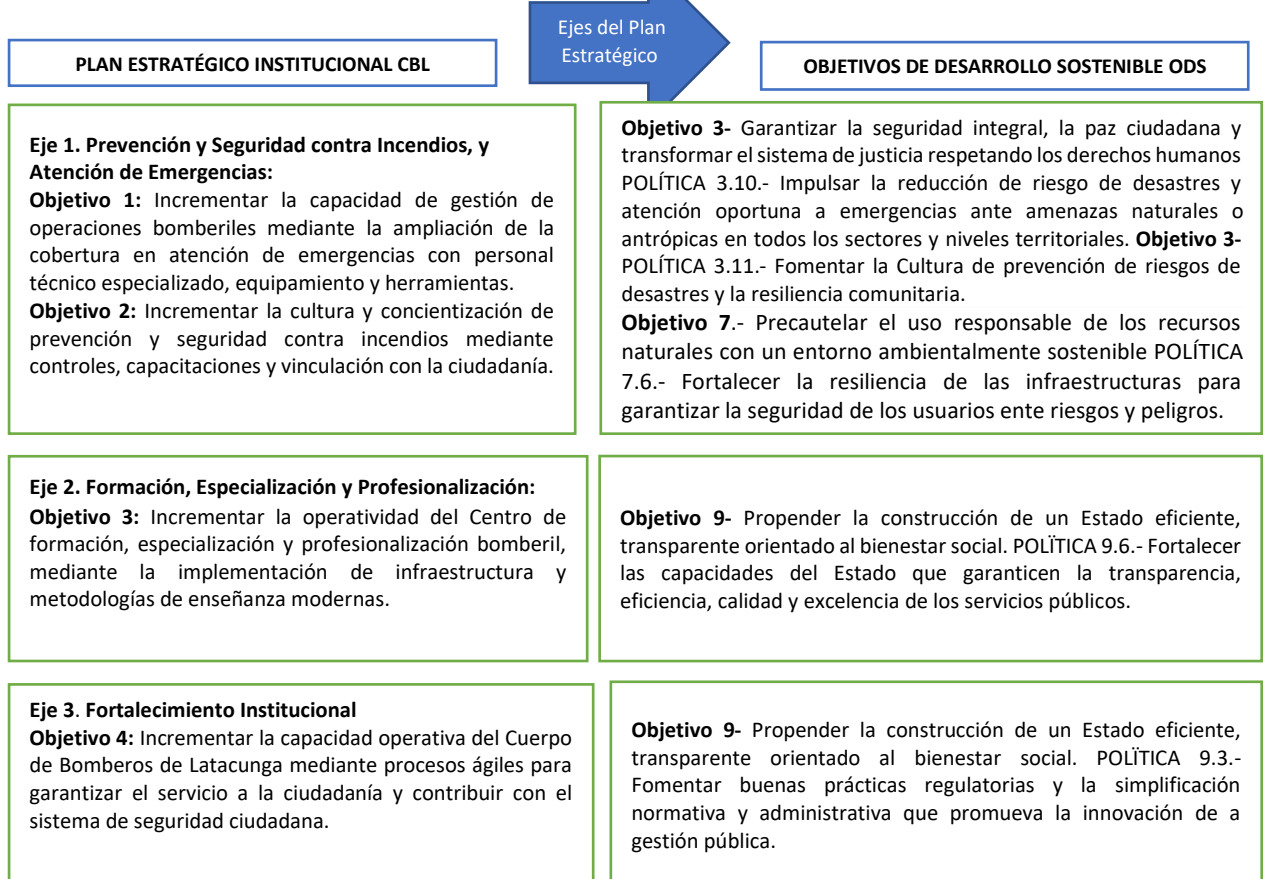 Ejes del Plan
Estratégico
PLAN ESTRATÉGICO INSTITUCIONAL CBL
OBJETIVOS DE DESARROLLO SOSTENIBLE ODS
Eje 1. Prevención y Seguridad contra Incendios, y
Atención de Emergencias:
Objetivo 1: Incrementar la capacidad de gestión de
operaciones bomberiles mediante la ampliación de la
cobertura en atención de emergencias con personal
técnico especializado, equipamiento y herramientas.
Objetivo 2: Incrementar la cultura y concientización de
prevención y seguridad contra incendios mediante
controles, capacitaciones y vinculación con la ciudadanía.
Objetivo 3- Garantizar la seguridad integral, la paz ciudadana y
transformar el sistema de justicia respetando los derechos humanos
POLÍTICA 3.10.- Impulsar la reducción de riesgo de desastres y
atención oportuna a emergencias ante amenazas naturales o
antrópicas en todos los sectores y niveles territoriales. Objetivo 3-
POLÍTICA 3.11.- Fomentar la Cultura de prevención de riesgos de
desastres y la resiliencia comunitaria.
Objetivo 7.- Precautelar el uso responsable de los recursos
naturales con un entorno ambientalmente sostenible POLÍTICA
7.6.- Fortalecer la resiliencia de las infraestructuras para
garantizar la seguridad de los usuarios ente riesgos y peligros.
Eje 2. Formación, Especialización y Profesionalización:
Objetivo 3: Incrementar la operatividad del Centro de
formación, especialización y profesionalización bomberil,
mediante la implementación de infraestructura y
metodologías de enseñanza modernas.
Objetivo 9- Propender la construcción de un Estado eficiente,
transparente orientado al bienestar social. POLÏTICA 9.6.- Fortalecer
las capacidades del Estado que garanticen la transparencia,
eficiencia, calidad y excelencia de los servicios públicos.
Eje 3. Fortalecimiento Institucional
Objetivo 4: Incrementar la capacidad operativa del Cuerpo
de Bomberos de Latacunga mediante procesos ágiles para
garantizar el servicio a la ciudadanía y contribuir con el
sistema de seguridad ciudadana.
Objetivo 9- Propender la construcción de un Estado eficiente,
transparente orientado al bienestar social. POLÏTICA 9.3.-
Fomentar buenas prácticas regulatorias y la simplificación
normativa y administrativa que promueva la innovación de a
gestión pública.